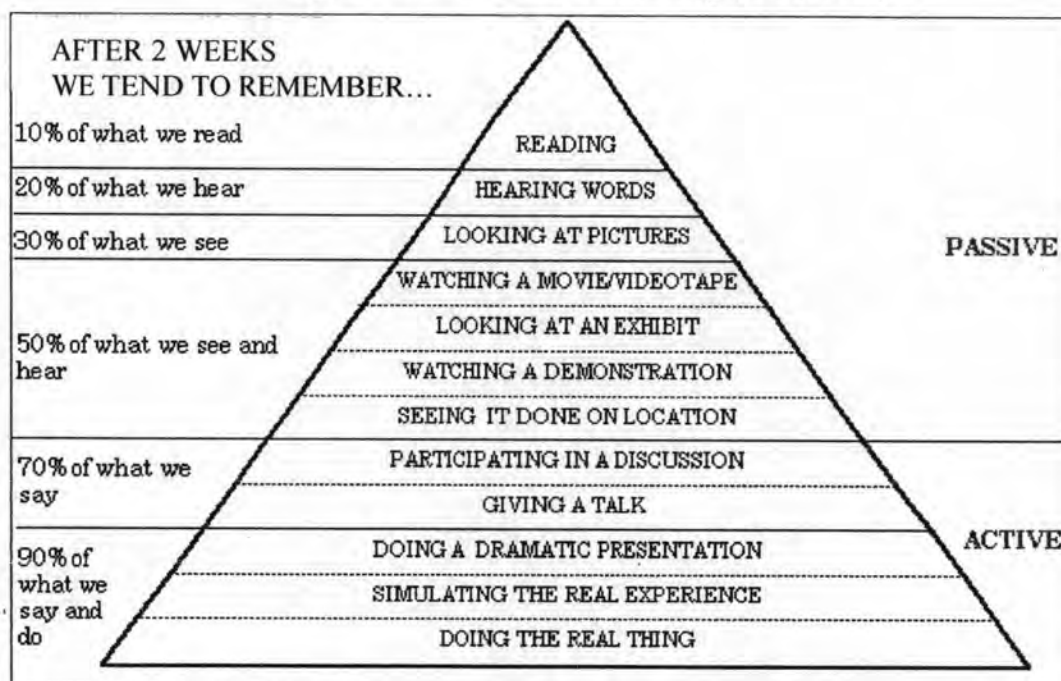 AFTER 2 WEEKS
WE TEND TO REMEMBER...
10% of what we read
READING
20% of what we hear
HEARING WORDS
30% of what we see
LOOKING AT PICTURES
PASSIVE
WATCHING A MOVIE/VIDEOTAPE
LOOKING AT AN EXHIBIT
50% of what we see and
hear
WATCHING A DEMONSTRATION
SEEING IT DONE ON LOCATION
70% of what we
say
PARTICIPATING IN A DISCUSSION
GIVING A TALK
ACTIVE
90% of
what we
say and
do
DOING A DRAMATIC PRESENTATION
SIMULATING THE REAL EXPERIENCE
DOING THE REAL THING